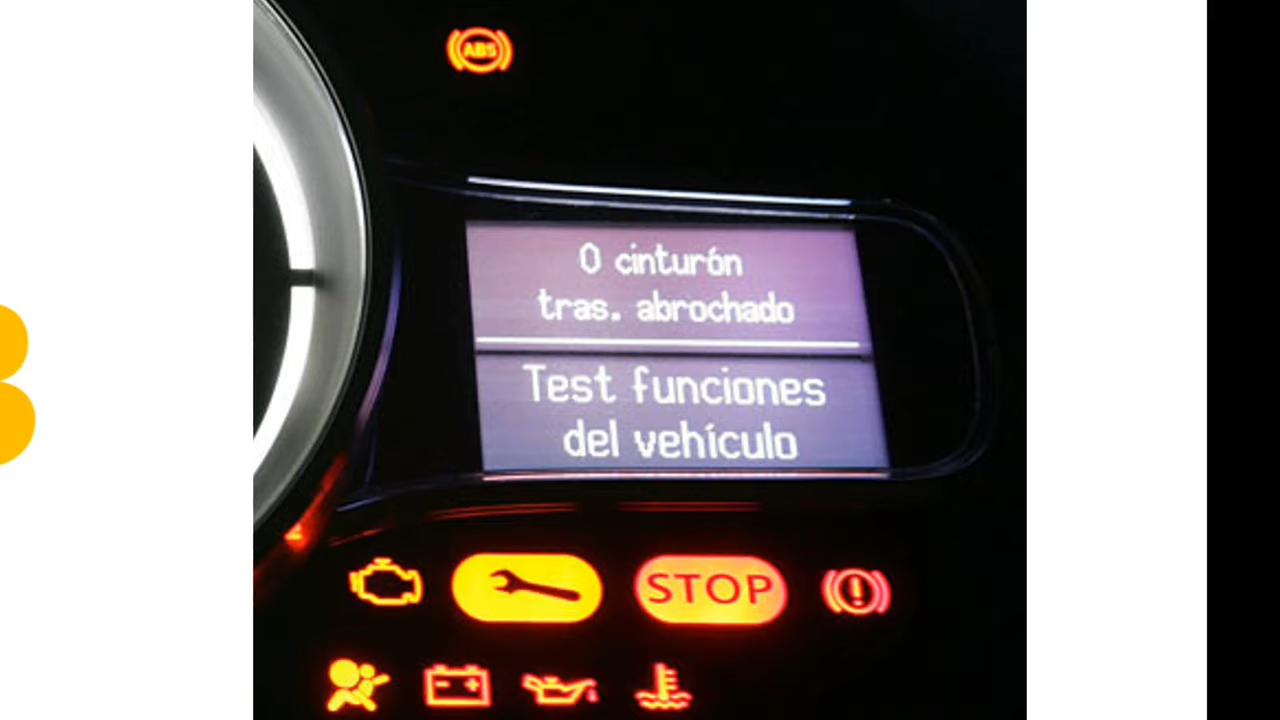 ABS
0 cinturón
tras. abrochado
Test funciones
del vehículo
STOP